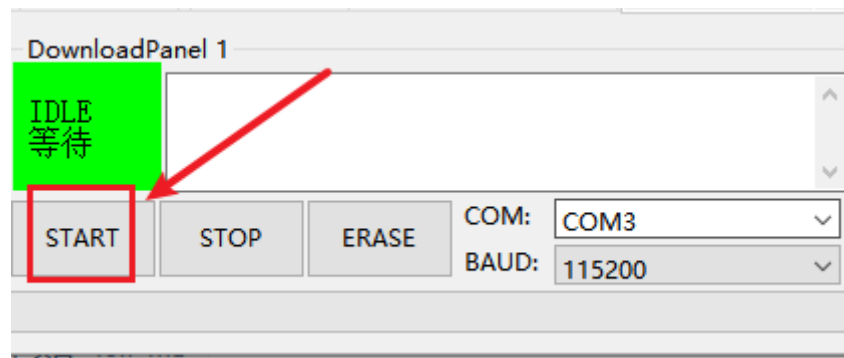 DownloadPanel 1
IDLE
等待
START
STOP
ERASE
COM:
COM3
BAUD:
115200